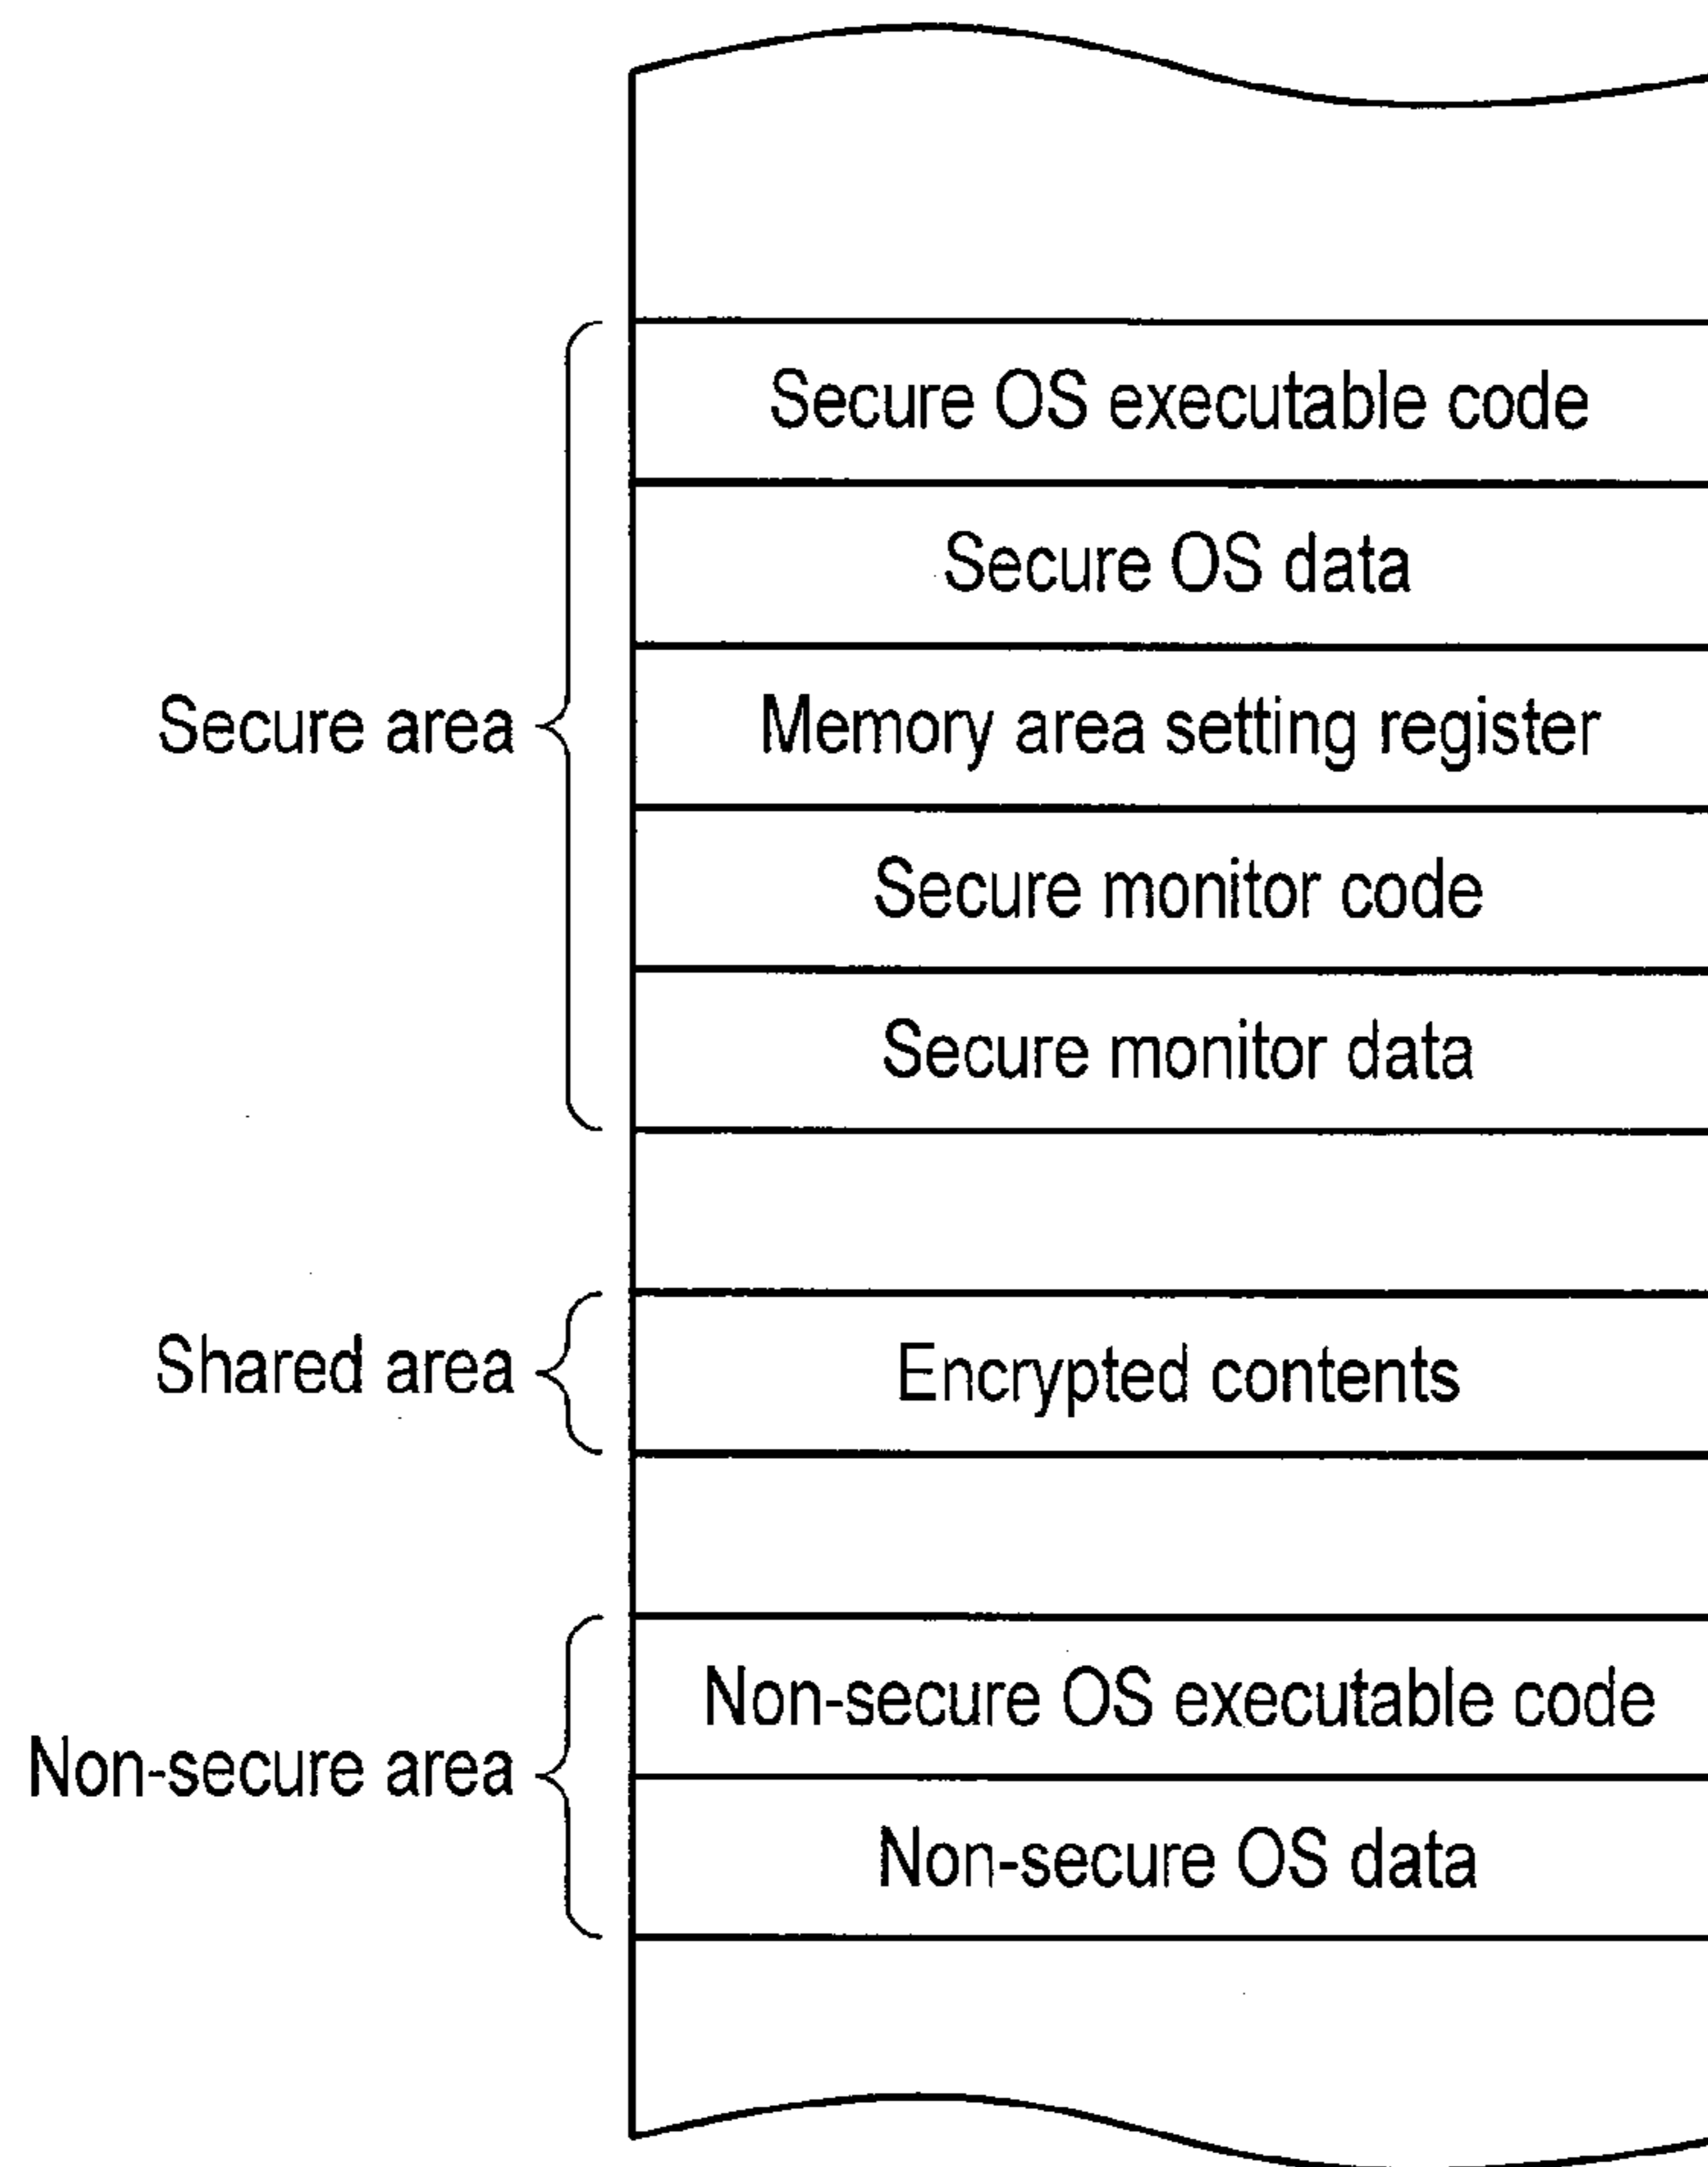 Secure OS executable code
Secure OS data
Secure area
Memory area setting register
Secure monitor code
Secure monitor data
Shared area
Encrypted contents
Non-secure OS executable code
Non-secure area
Non-secure OS data